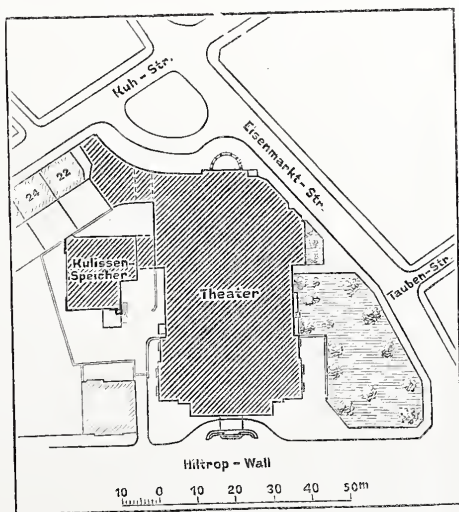 Kuh-Str.
Eisenmarkt-Str.
24
22
Kulissen-
Speicher
Theater
Tauben-Str.
Hiltrop-Wall
10 0 10 20 30 40 50m